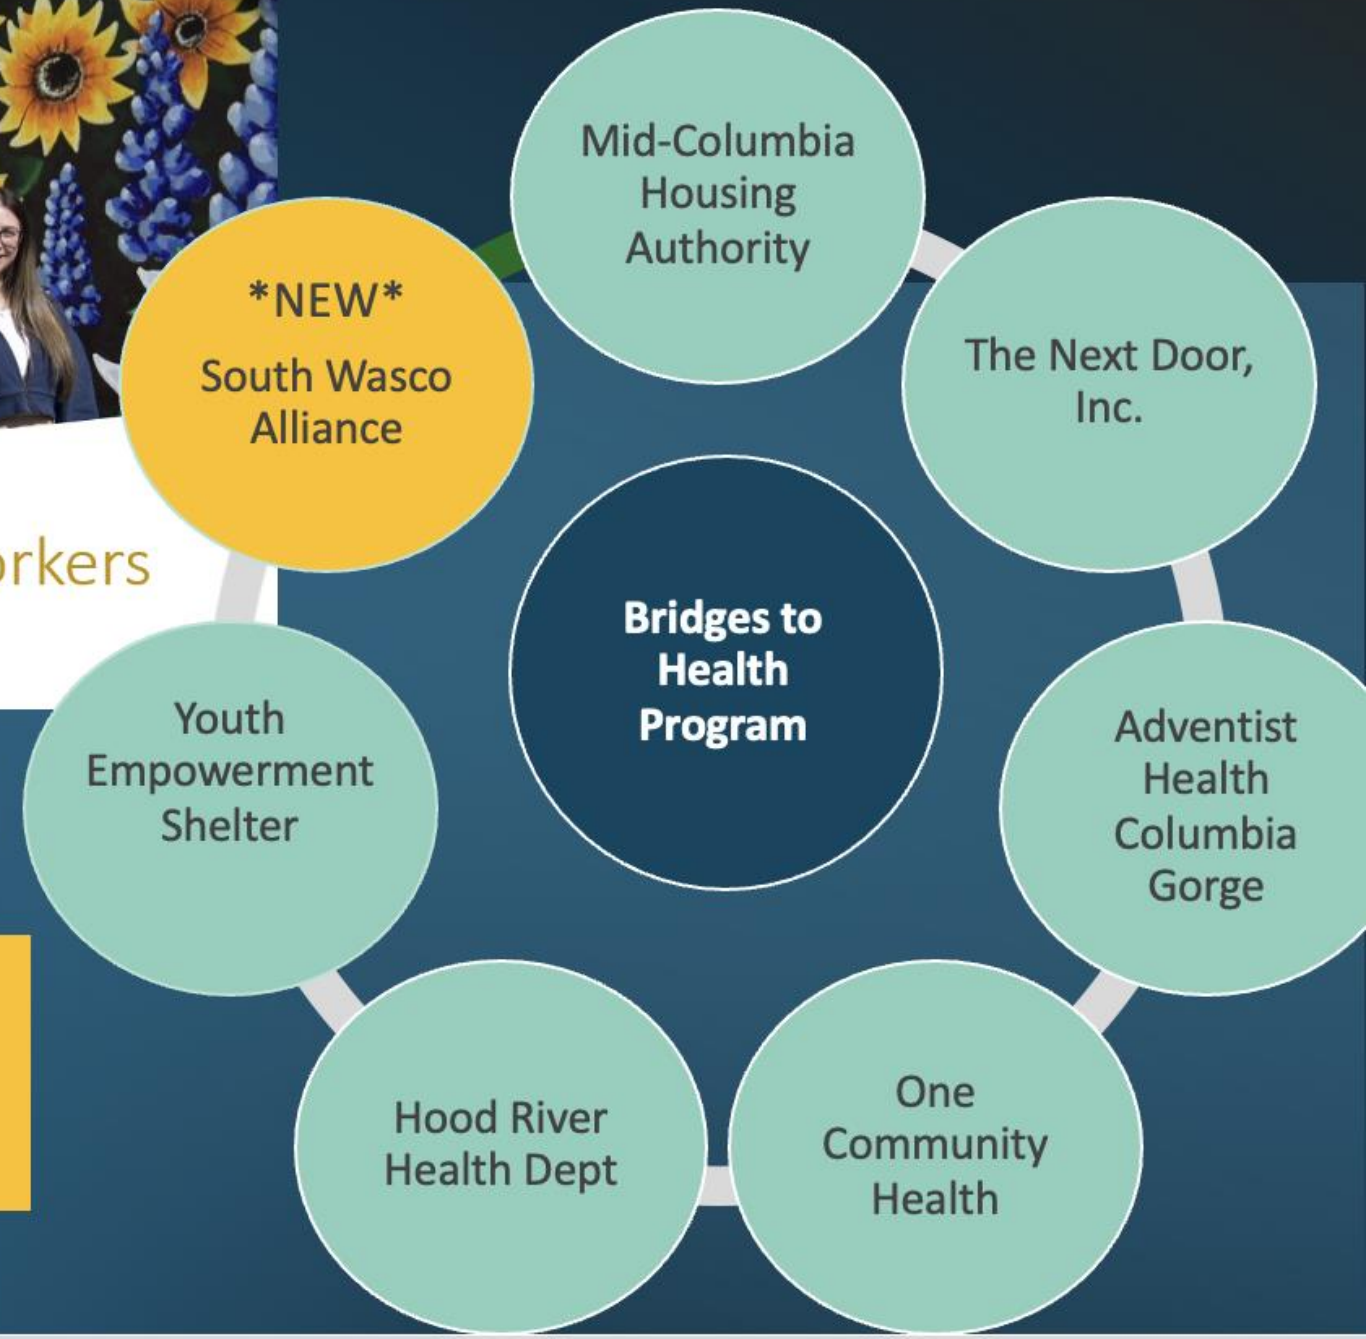 Mid-Columbia
Housing
Authority
The Next Door,
Inc.
Adventist
Health
Columbia
Gorge
One
Community
Health
Hood River
Health Dept
Youth
Empowerment
Shelter
*NEW*
South Wasco
Alliance
Bridges to
Health
Program